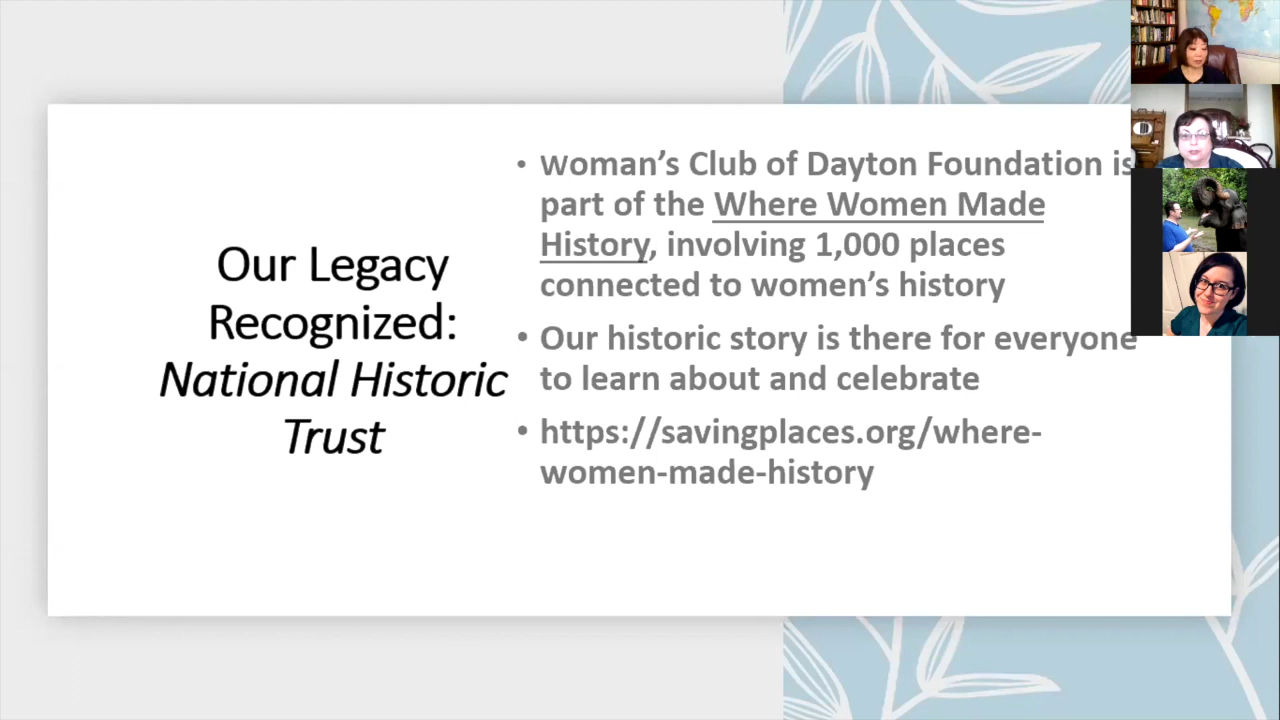 Our Legacy
Recognized:
National Historic
Trust
• Woman’s Club of Dayton Foundation is
part of the Where Women Made
History, involving 1,000 places
connected to women’s history
• Our historic story is there for everyone
to learn about and celebrate
• https://savingplaces.org/where-
women-made-history